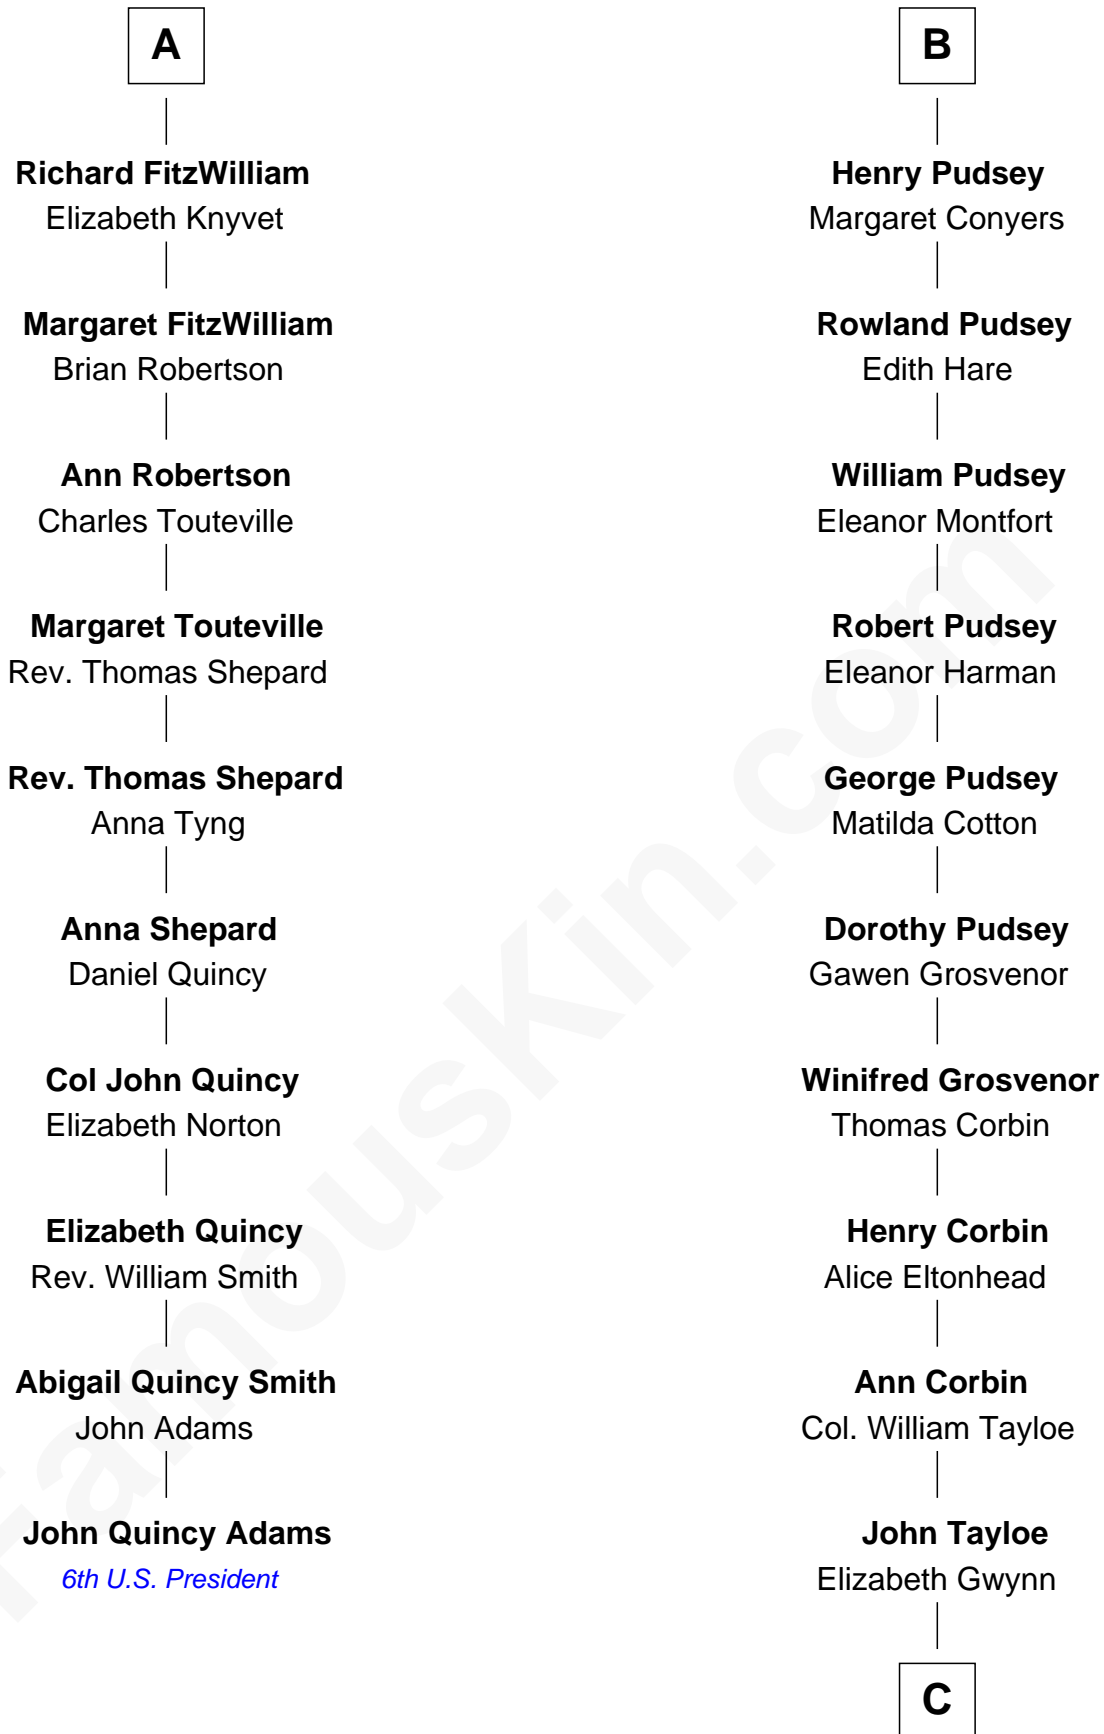 A
Richard FitzWilliam
Elizabeth Knyvet
Margaret FitzWilliam
Brian Robertson
Ann Robertson
Charles Touteville
Margaret Touteville
Rev. Thomas Shepard
Rev. Thomas Shepard
Anna Tyng
Anna Shepard
Daniel Quincy
Col John Quincy
Elizabeth Norton
Elizabeth Quincy
Rev. William Smith
Abigail Quincy Smith
John Adams
John Quincy Adams
6th U.S. President
B
Henry Pudsey
Margaret Conyers
Rowland Pudsey
Edith Hare
William Pudsey
Eleanor Montfort
Robert Pudsey
Eleanor Harman
George Pudsey
Matilda Cotton
Dorothy Pudsey
Gawen Grosvenor
Winifred Grosvenor
Thomas Corbin
Henry Corbin
Alice Eltonhead
Ann Corbin
Col. William Tayloe
John Tayloe
Elizabeth Gwynn
C
FamousKin.com